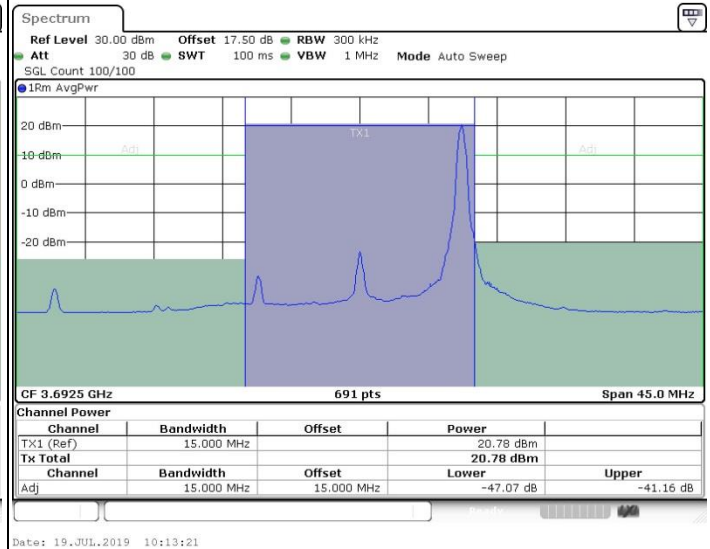 Spectrum
Ref Level 30.00 dBm Offset 17.50 dB RBW 300 kHz
Att 30 dB SWT 100 ms VBW 1 MHz Mode Auto Sweep
SGL Count 100/100
1Rm AvgPwr
20 dBm
TX1
10 dBm
Adj
Adj
0 dBm
-10 dBm
-20 dBm
CF 3.6925 GHz 691 pts Span 45.0 MHz
Channel Power
Channel Bandwidth Offset Power
TX1 (Ref) 15.000 MHz 20.78 dBm
Tx Total 20.78 dBm
Channel Bandwidth Offset Lower Upper
Adj 15.000 MHz 15.000 MHz -47.07 dB -41.16 dB
Ready
Date: 19.JUL.2019 10:13:21